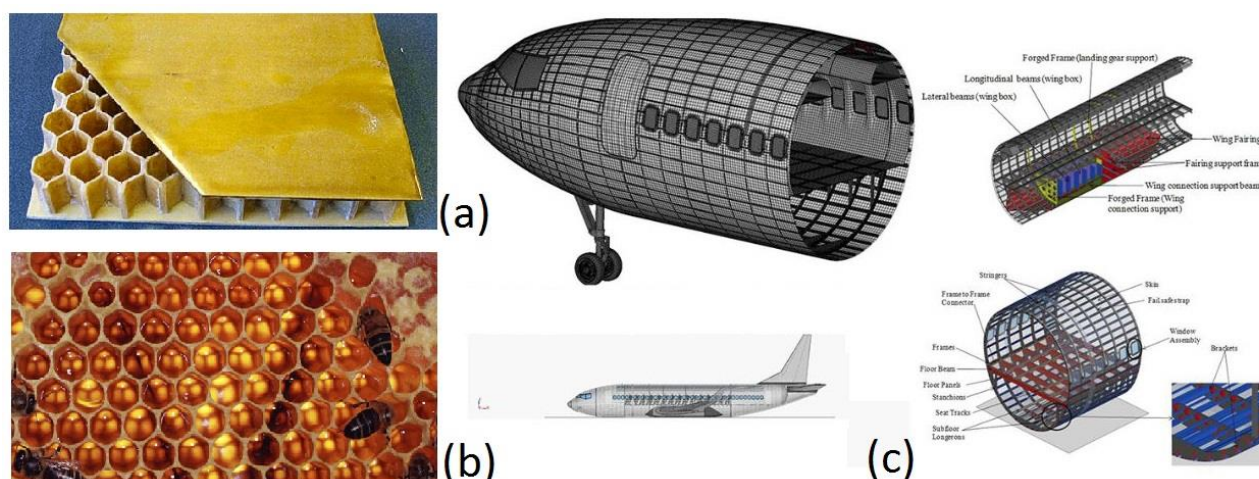 (a)
Forged Frame (landing gear support)
Longitudinal beams (wing box)
Lateral beams (wing box)
Wing Fairing
Fairing support fram
Wing connection support beam
Forged Frame (Wing
connection support)
(b)
(c)
Stringers
Skin
Frame to Frame
Connector
Fail safe strap
Window
Assembly
Frames
Floor Beam
Floor Panels
Stanchions
Seat Tracks
Subfloor
Longerons
Brackets